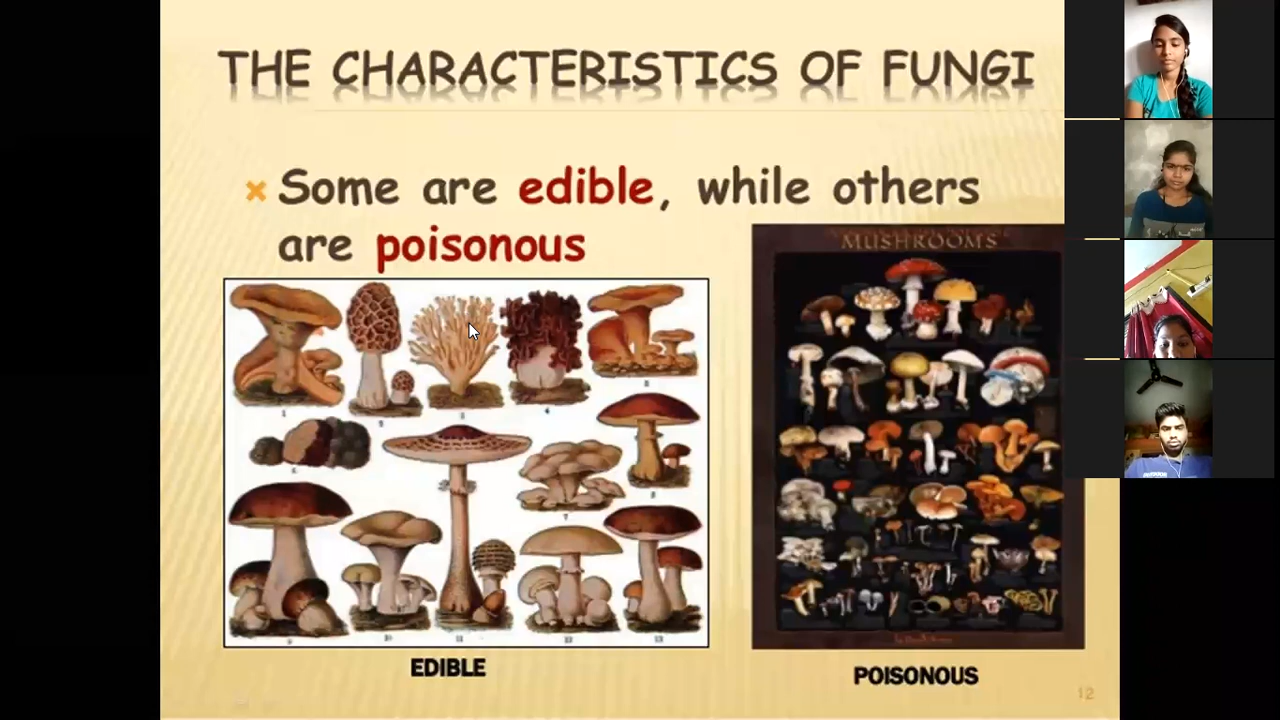 THE CHARACTERISTICS OF FUNGI
Some are edible, while others
are poisonous
MUSHROOMS
EDIBLE
POISONOUS
12